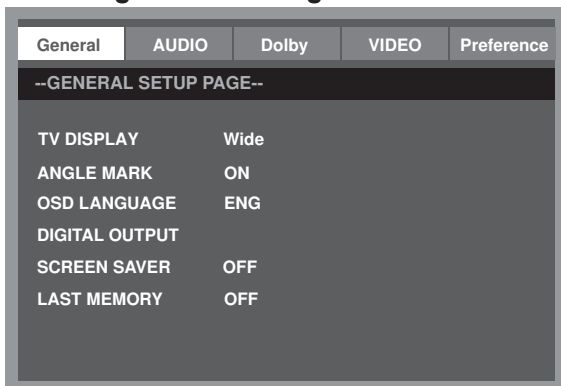 General AUDIO Dolby VIDEO Preference
--GENERAL SETUP PAGE--
TV DISPLAY Wide
ANGLE MARK ON
OSD LANGUAGE ENG
DIGITAL OUTPUT
SCREEN SAVER OFF
LAST MEMORY OFF